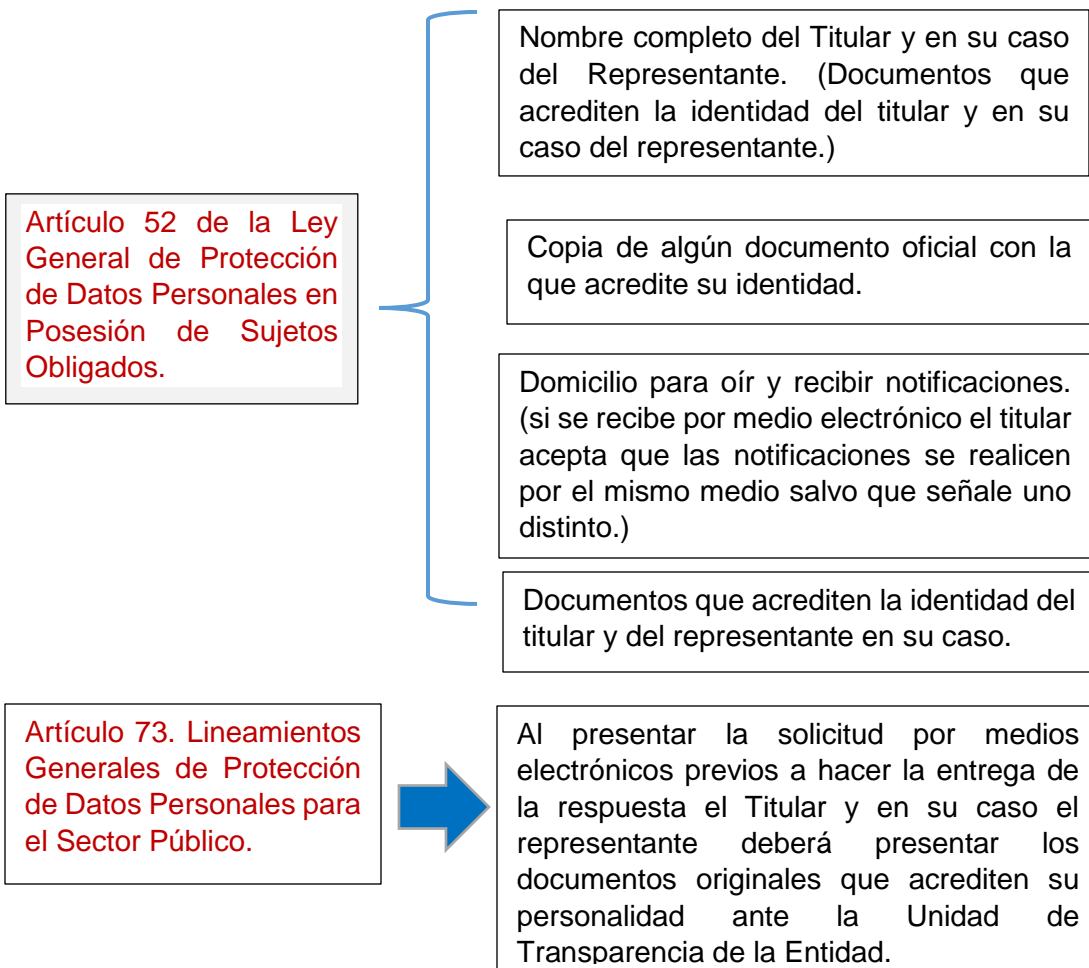 Nombre completo del Titular y en su caso
del Representante. (Documentos que
acrediten la identidad del titular y en su
caso del representante.)
Artículo 52 de la Ley
General de Protección
de Datos Personales en
Posesión de Sujetos
Obligados.
Copia de algún documento oficial con la
que acredite su identidad.
Domicilio para oír y recibir notificaciones.
(si se recibe por medio electrónico el titular
acepta que las notificaciones se realicen
por el mismo medio salvo que señale uno
distinto.)
Documentos que acrediten la identidad del
titular y del representante en su caso.
Artículo 73. Lineamientos
Generales de Protección
de Datos Personales para
el Sector Público.
Al presentar la solicitud por medios
electrónicos previos a hacer la entrega de
la respuesta el Titular y en su caso el
representante deberá presentar los
documentos originales que acrediten su
personalidad ante la Unidad de
Transparencia de la Entidad.